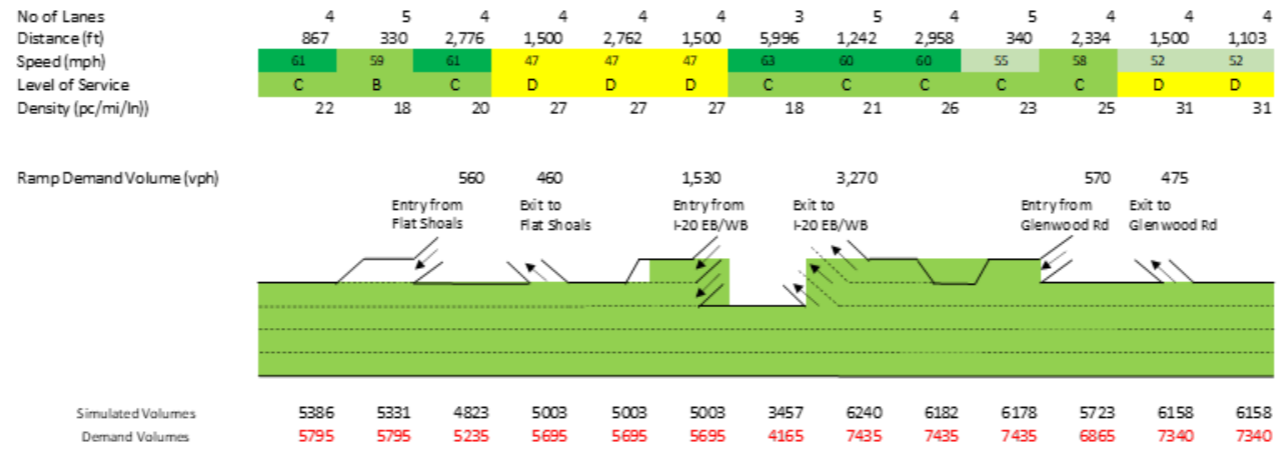 No of Lanes 4 5 4 4 4 4 3 5 4 5 4 4 4
Distance (ft) 867 330 2,776 1,500 2,762 1,500 5,996 1,242 2,958 340 2,334 1,500 1,103
Speed (mph) 61 59 61 47 47 47 63 60 60 55 58 52 52
Level of Service C B C D D D C C C C C D D
Density (pc/mi/ln)) 22 18 20 27 27 27 18 21 26 23 25 31 31
Ramp Demand Volume (vph) 560 460 1,530 3,270 570 475
Entry from Exit to Entry from Exit to Entry from Exit to
Flat Shoals Flat Shoals I-20 EB/WB I-20 EB/WB Glenwood Rd Glenwood Rd
Simulated Volumes 5386 5331 4823 5003 5003 5003 3457 6240 6182 6178 5723 6158 6158
Demand Volumes 5795 5795 5235 5695 5695 5695 4165 7435 7435 7435 6865 7340 7340